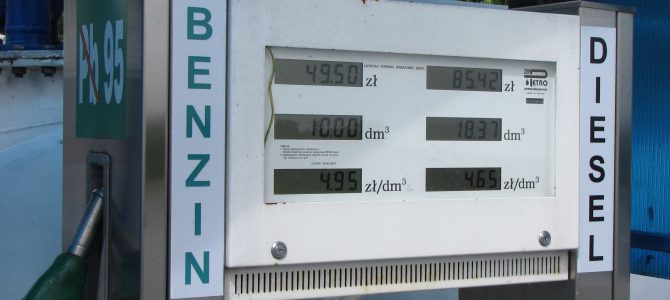 Pb 95
BENZIN
49.50 zł
85.42 zł
10.00 dm³
18.37 dm³
4.95 zł/dm³
4.65 zł/dm³
PETRO
DIESEL